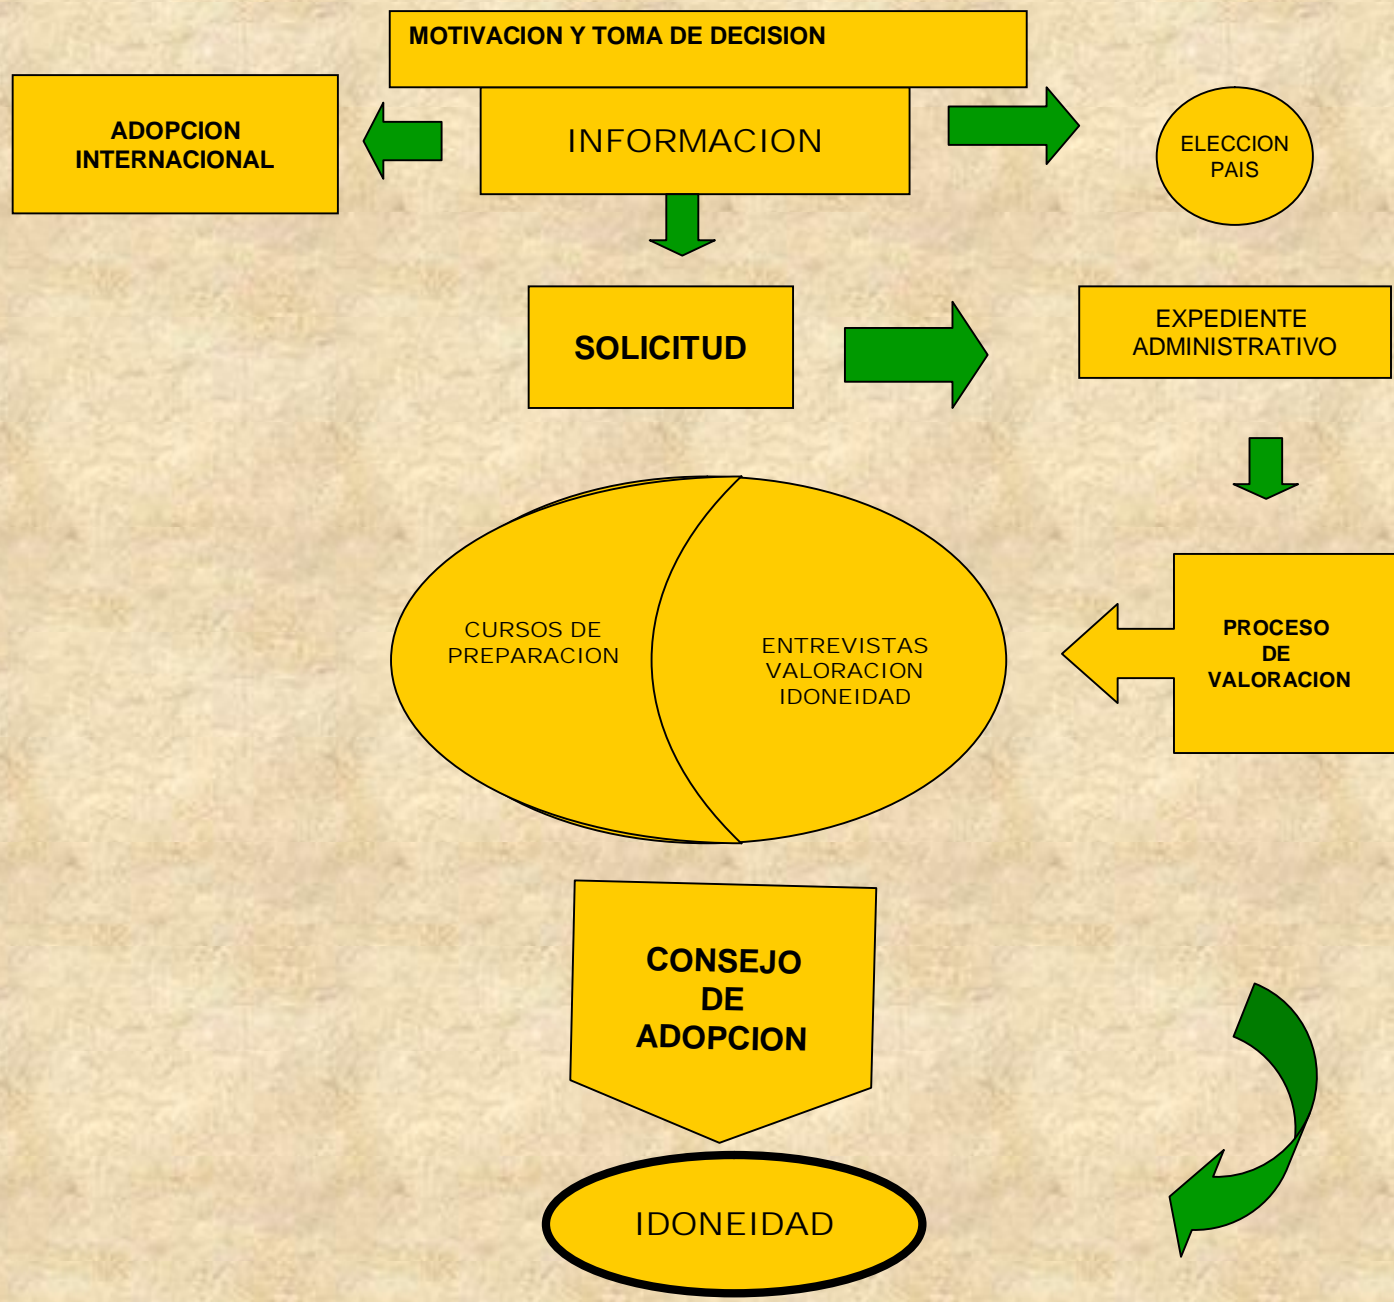 MOTIVACION Y TOMA DE DECISION
ADOPCION
INTERNACIONAL
INFORMACION
ELECCION
PAIS
SOLICITUD
EXPEDIENTE
ADMINISTRATIVO
CURSOS DE
PREPARACION
ENTREVISTAS
VALORACION
IDONEIDAD
PROCESO
DE
VALORACION
CONSEJO
DE
ADOPCION
IDONEIDAD